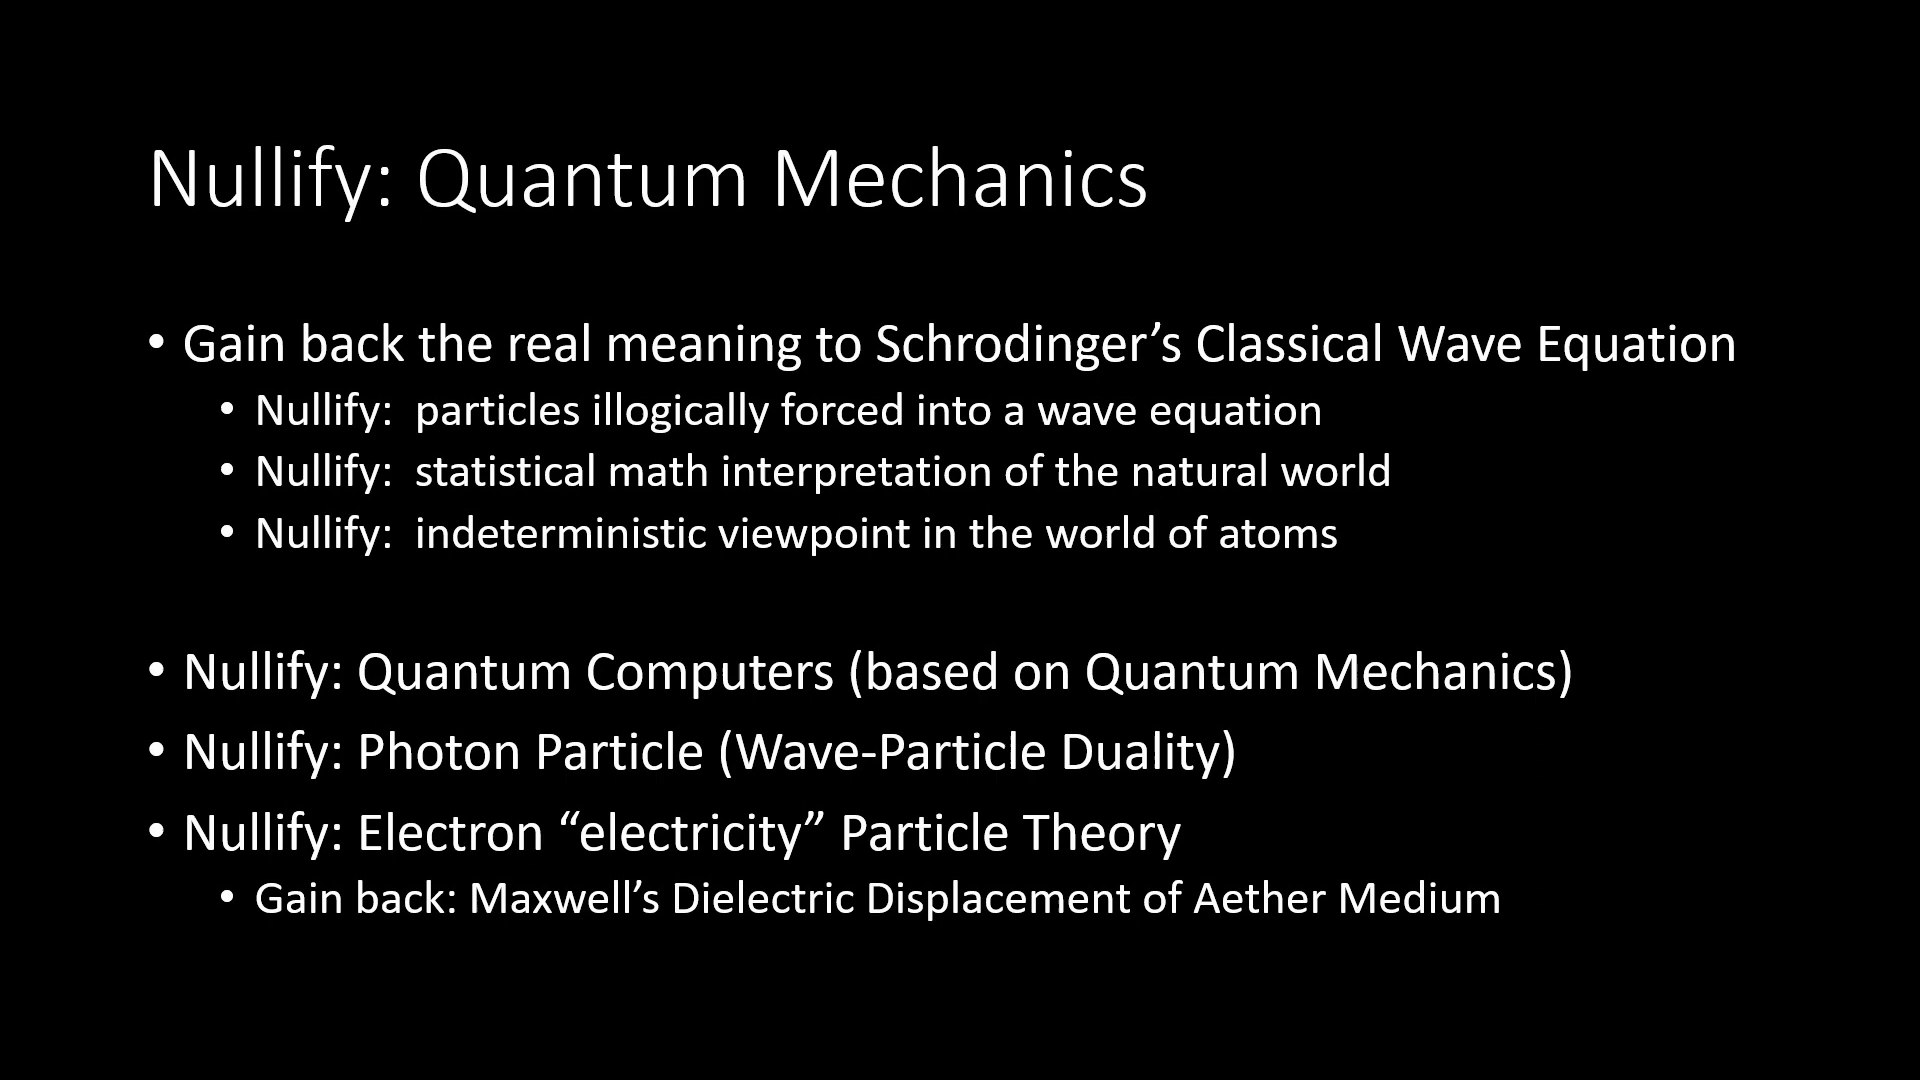 Nullify: Quantum Mechanics
• Gain back the real meaning to Schrodinger’s Classical Wave Equation
• Nullify:  particles illogically forced into a wave equation
• Nullify:  statistical math interpretation of the natural world
• Nullify:  indeterministic viewpoint in the world of atoms
• Nullify: Quantum Computers (based on Quantum Mechanics)
• Nullify: Photon Particle (Wave-Particle Duality)
• Nullify: Electron “electricity” Particle Theory
• Gain back: Maxwell’s Dielectric Displacement of Aether Medium